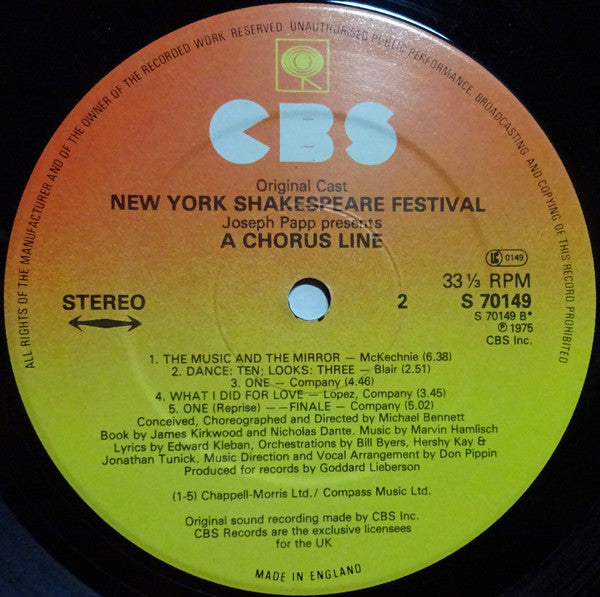 ALL RIGHTS OF THE MANUFACTURER AND OF THE OWNER OF THE RECORDED WORK RESERVED UNAUTHORISED PUBLIC PERFORMANCE, BROADCASTING AND COPYING OF THIS RECORD PROHIBITED
CBS
Original Cast
NEW YORK SHAKESPEARE FESTIVAL
Joseph Papp presents
A CHORUS LINE
LC 0149
33 ⅓ RPM
STEREO
2
S 70149
S 70149 B*
℗ 1975
CBS Inc.
1. THE MUSIC AND THE MIRROR — McKechnie (6.38)
2. DANCE: TEN; LOOKS: THREE — Blair (2.51)
3. ONE — Company (4:46)
4. WHAT I DID FOR LOVE — Lopez, Company (3.45)
5. ONE (Reprise) — — FINALE — Company (5.02)
Conceived, Choreographed and Directed by Michael Bennett
Book by James Kirkwood and Nicholas Dante. Music by Marvin Hamlisch
Lyrics by Edward Kleban, Orchestrations by Bill Byers, Hershy Kay &
Jonathan Tunick, Music Direction and Vocal Arrangement by Don Pippin
Produced for records by Goddard Lieberson
(1-5) Chappell-Morris Ltd./ Compass Music Ltd.
Original sound recording made by CBS Inc.
CBS Records are the exclusive licensees
for the UK
MADE IN ENGLAND